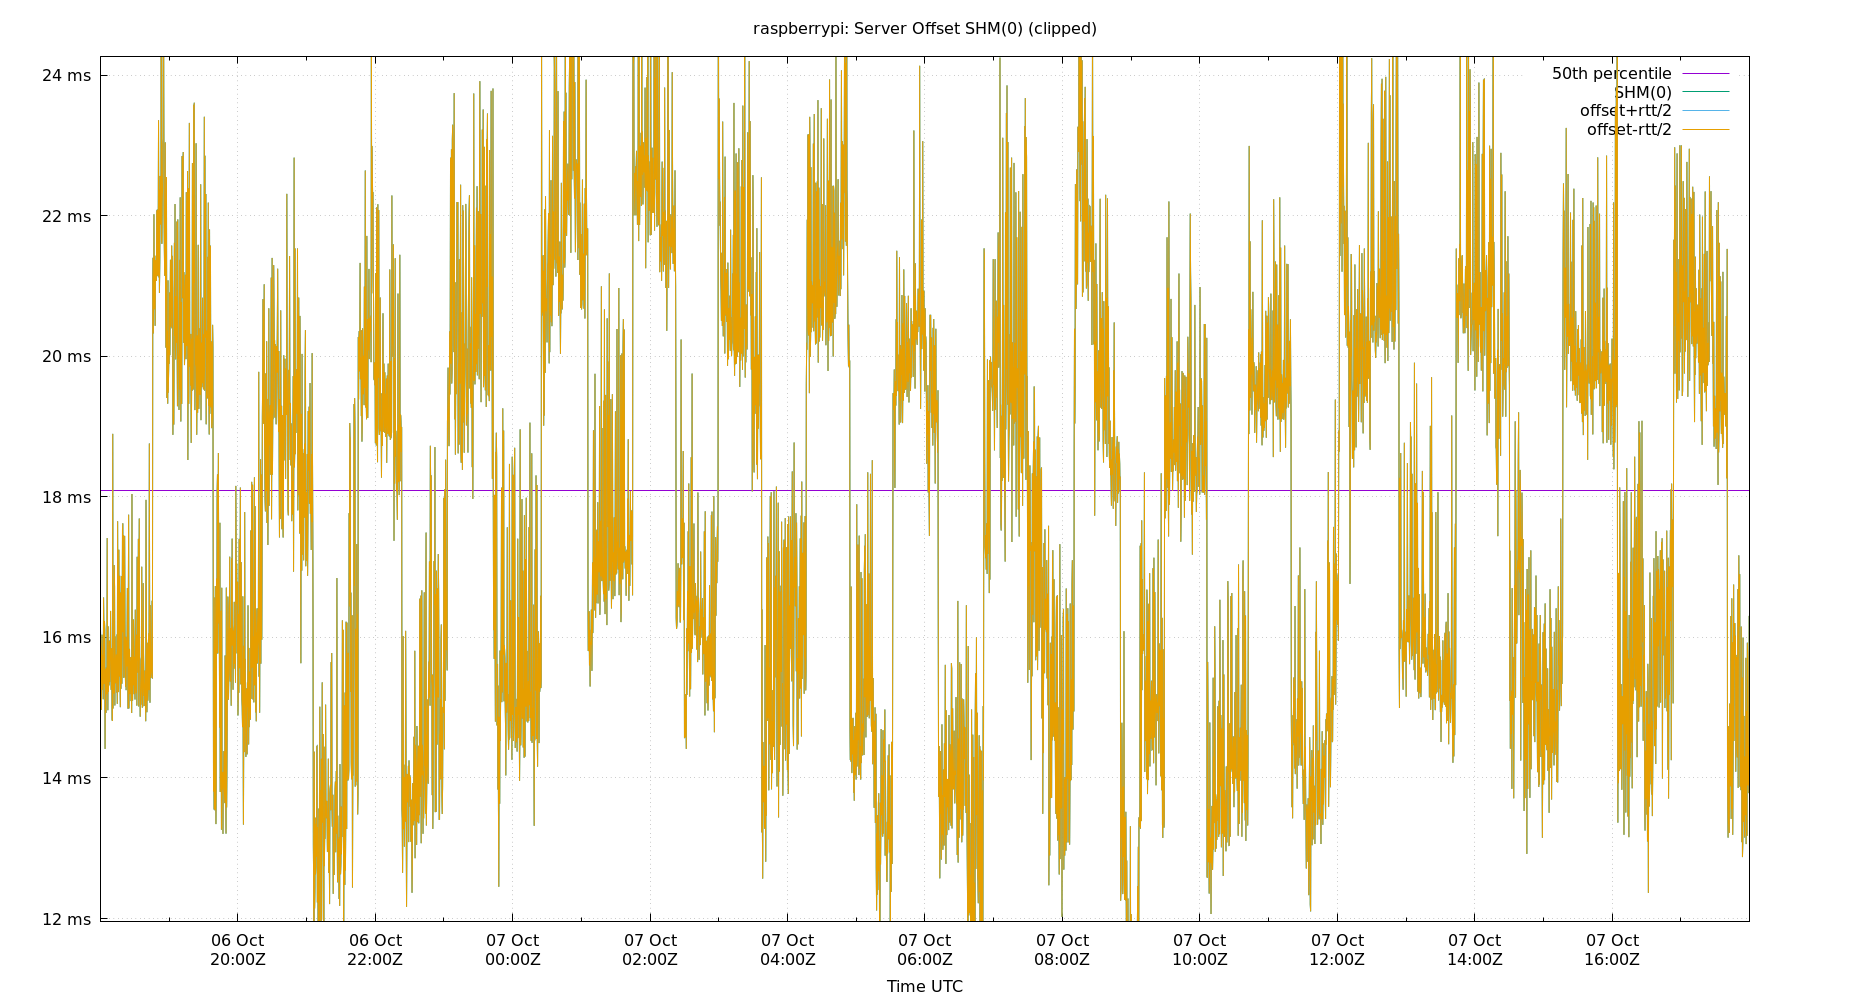 raspberrypi: Server Offset SHM(0) (clipped)
24 ms
22 ms
20 ms
18 ms
16 ms
14 ms
12 ms
50th percentile
SHM(0)
offset+rtt/2
offset-rtt/2
06 Oct 06 Oct 07 Oct 07 Oct 07 Oct 07 Oct 07 Oct 07 Oct 07 Oct 07 Oct 07 Oct
20:00Z 22:00Z 00:00Z 02:00Z 04:00Z 06:00Z 08:00Z 10:00Z 12:00Z 14:00Z 16:00Z
Time UTC